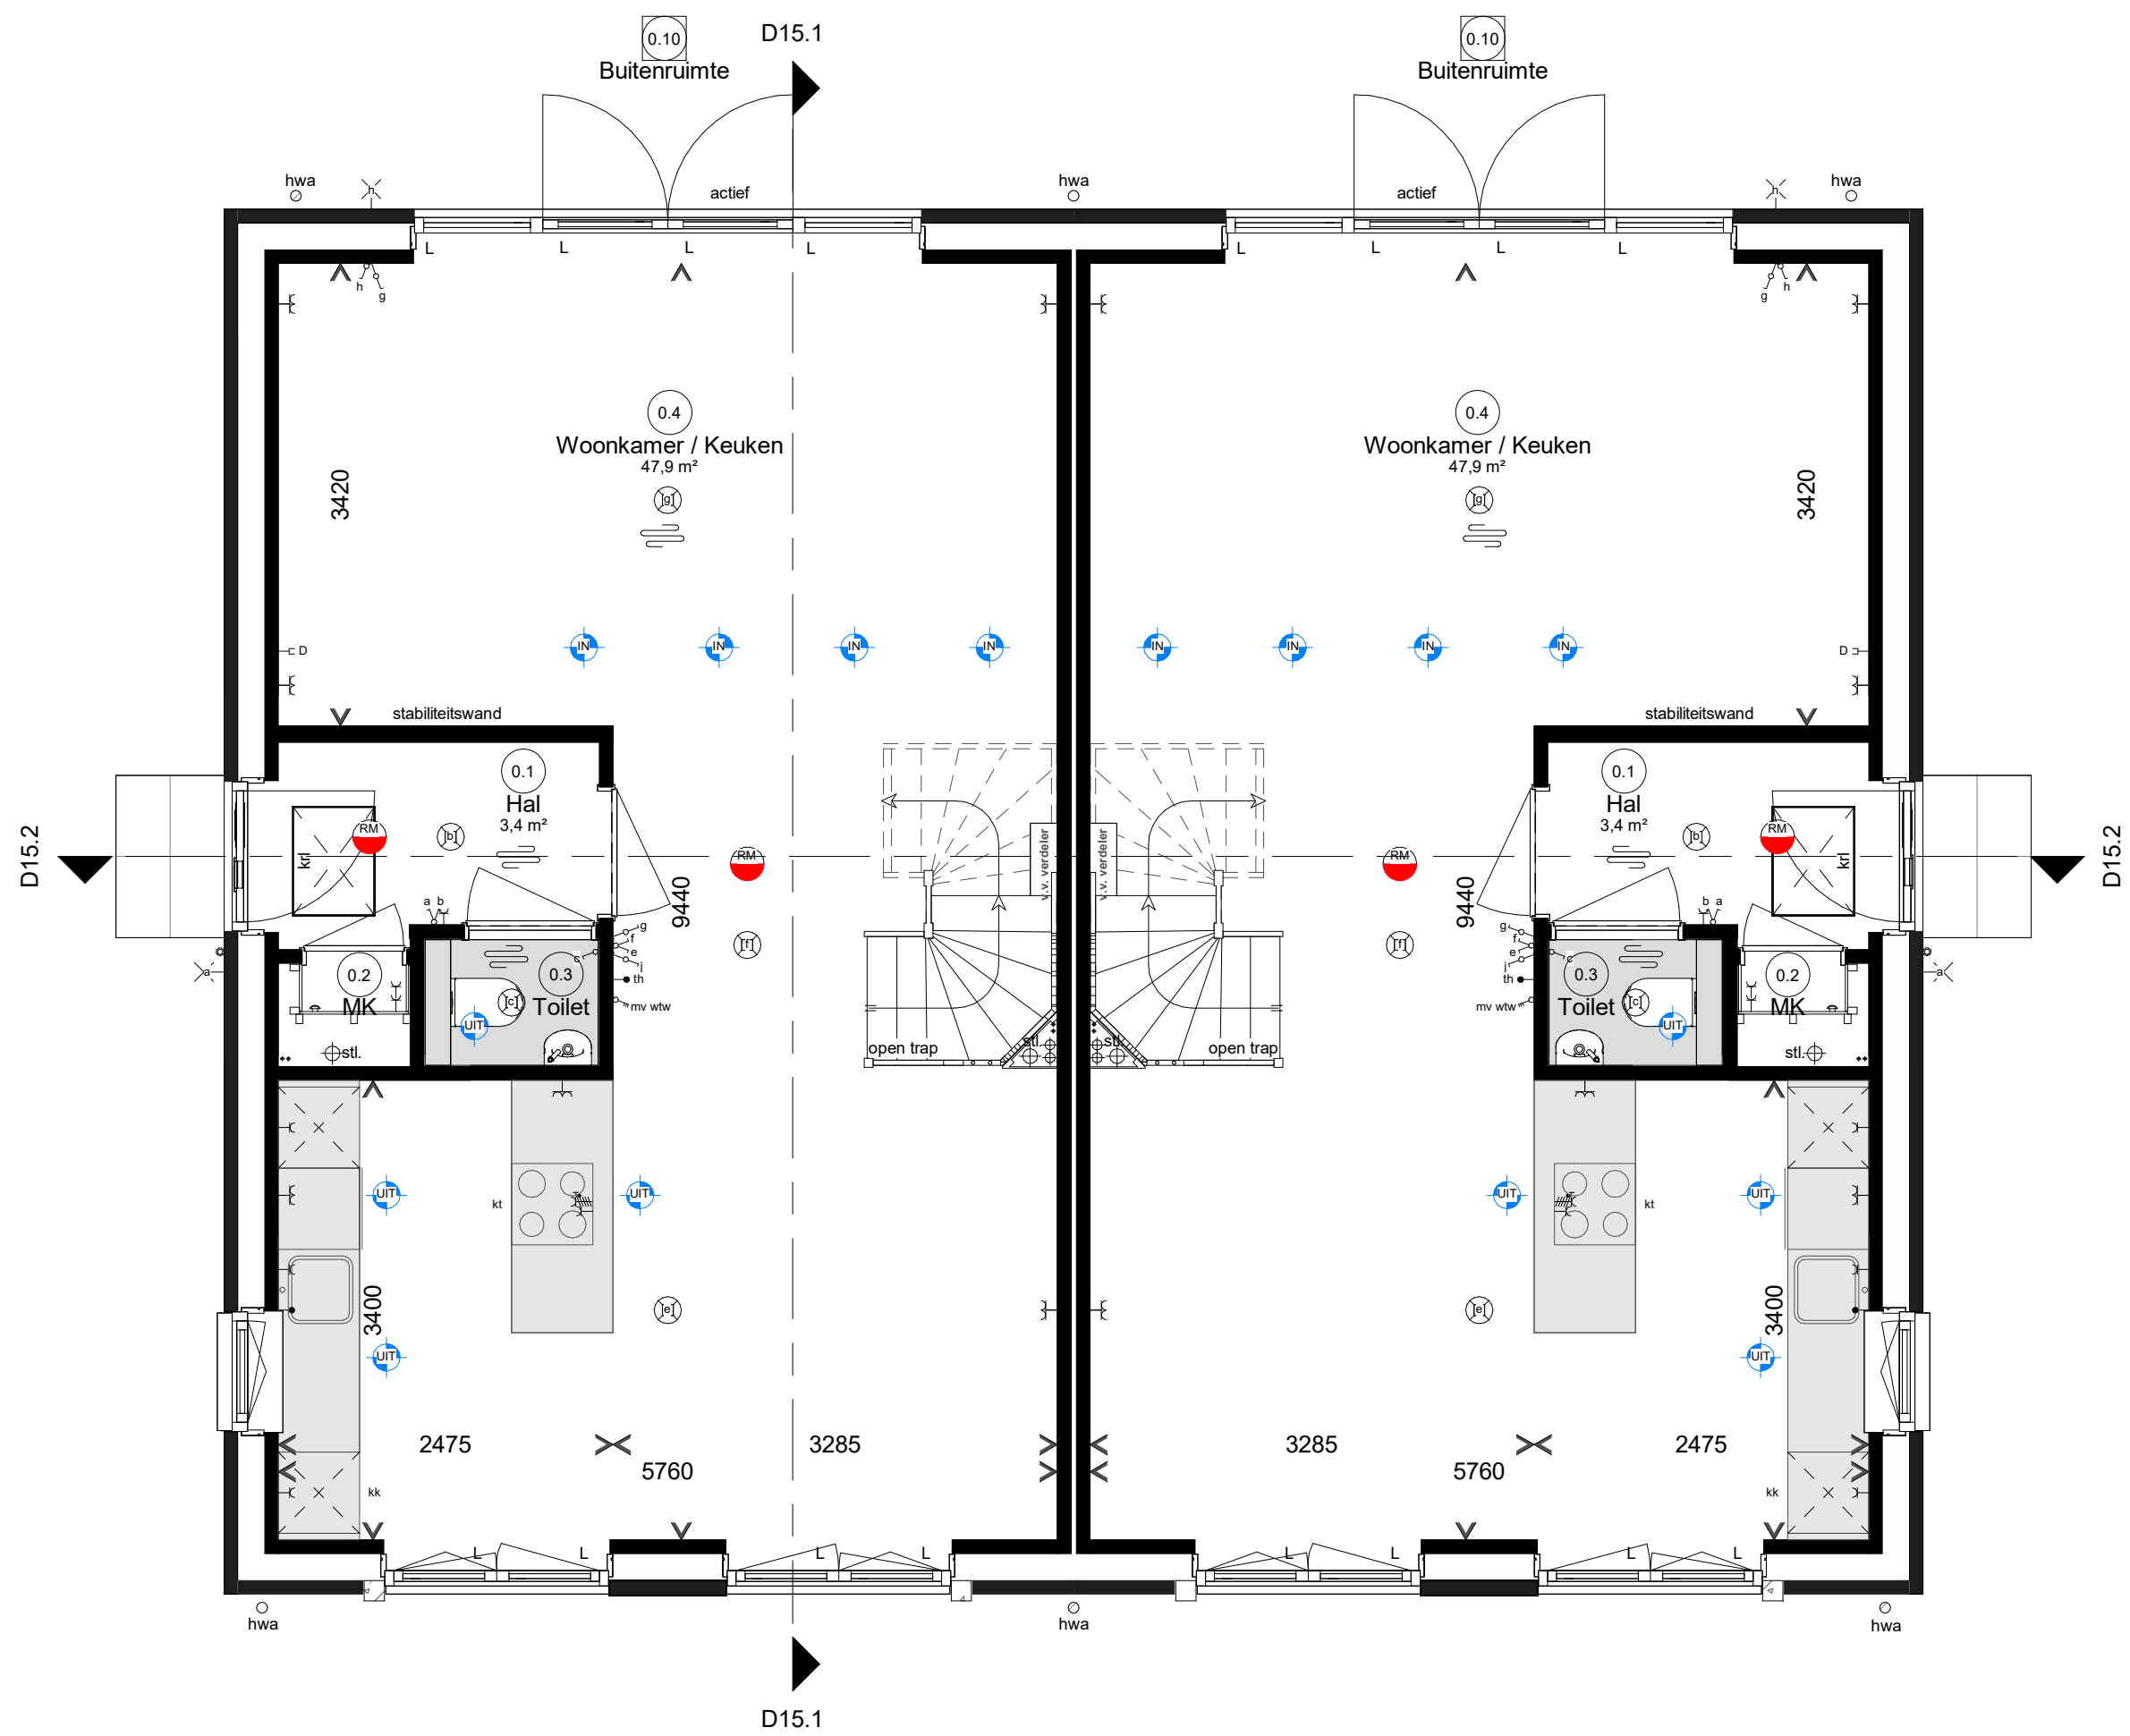 D15.1
0.10 0.10
Buitenruimte Buitenruimte
hwa h hwa h hwa
actief actief
L L L L L L L L
h g g h
0.4 0.4
Woonkamer / Keuken Woonkamer / Keuken
47,9 m² 47,9 m²
3420 3420
g g
IN IN IN IN IN IN IN IN
D D
stabiliteitswand stabiliteitswand
0.1 0.1
Hal Hal
3,4 m² 3,4 m²
D15.2 D15.2
krl RM b RM v.v. verdeler v.v. verdeler RM b RM krl
9440 9440
a b b a
g g
f f
e e
c j j c
a f f a
0.2 0.3 th th 0.3 0.2
MK c Toilet mv wtw mv wtw Toilet c MK
UIT UIT
stl. open trap stl. stl. open trap stl.
UIT kt UIT UIT kt UIT
3400 e e 3400
UIT UIT
2475 3285 3285 2475
5760 5760
kk kk
L L L L L L L L
hwa hwa hwa
D15.1